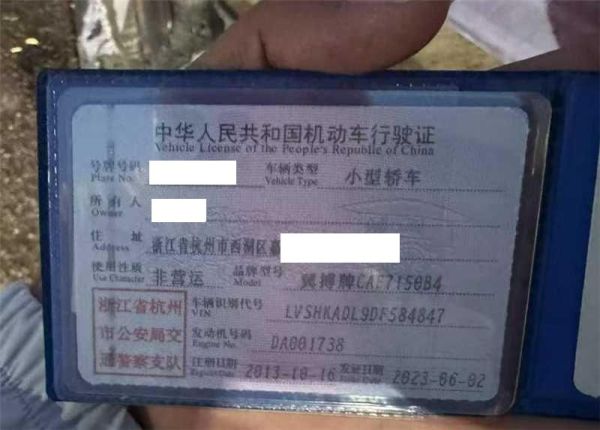 中华人民共和国机动车行驶证
Vehicle License of the People's Republic of China
号牌号码 车辆类型 小型轿车
Plate No. Vehicle Type
所有人
Owner
住址 浙江省杭州市西湖区嘉
Address
使用性质 非营运 品牌型号 翼搏牌CAF7150B4
Use Character Model
浙江省杭州 车辆识别代号 LVSHKADL9DF584847
VIN
市公安局交 发动机号码 DA001738
Engine No.
通警察支队 注册日期 2013-10-16 发证日期 2023-06-02
Register Date Issue Date